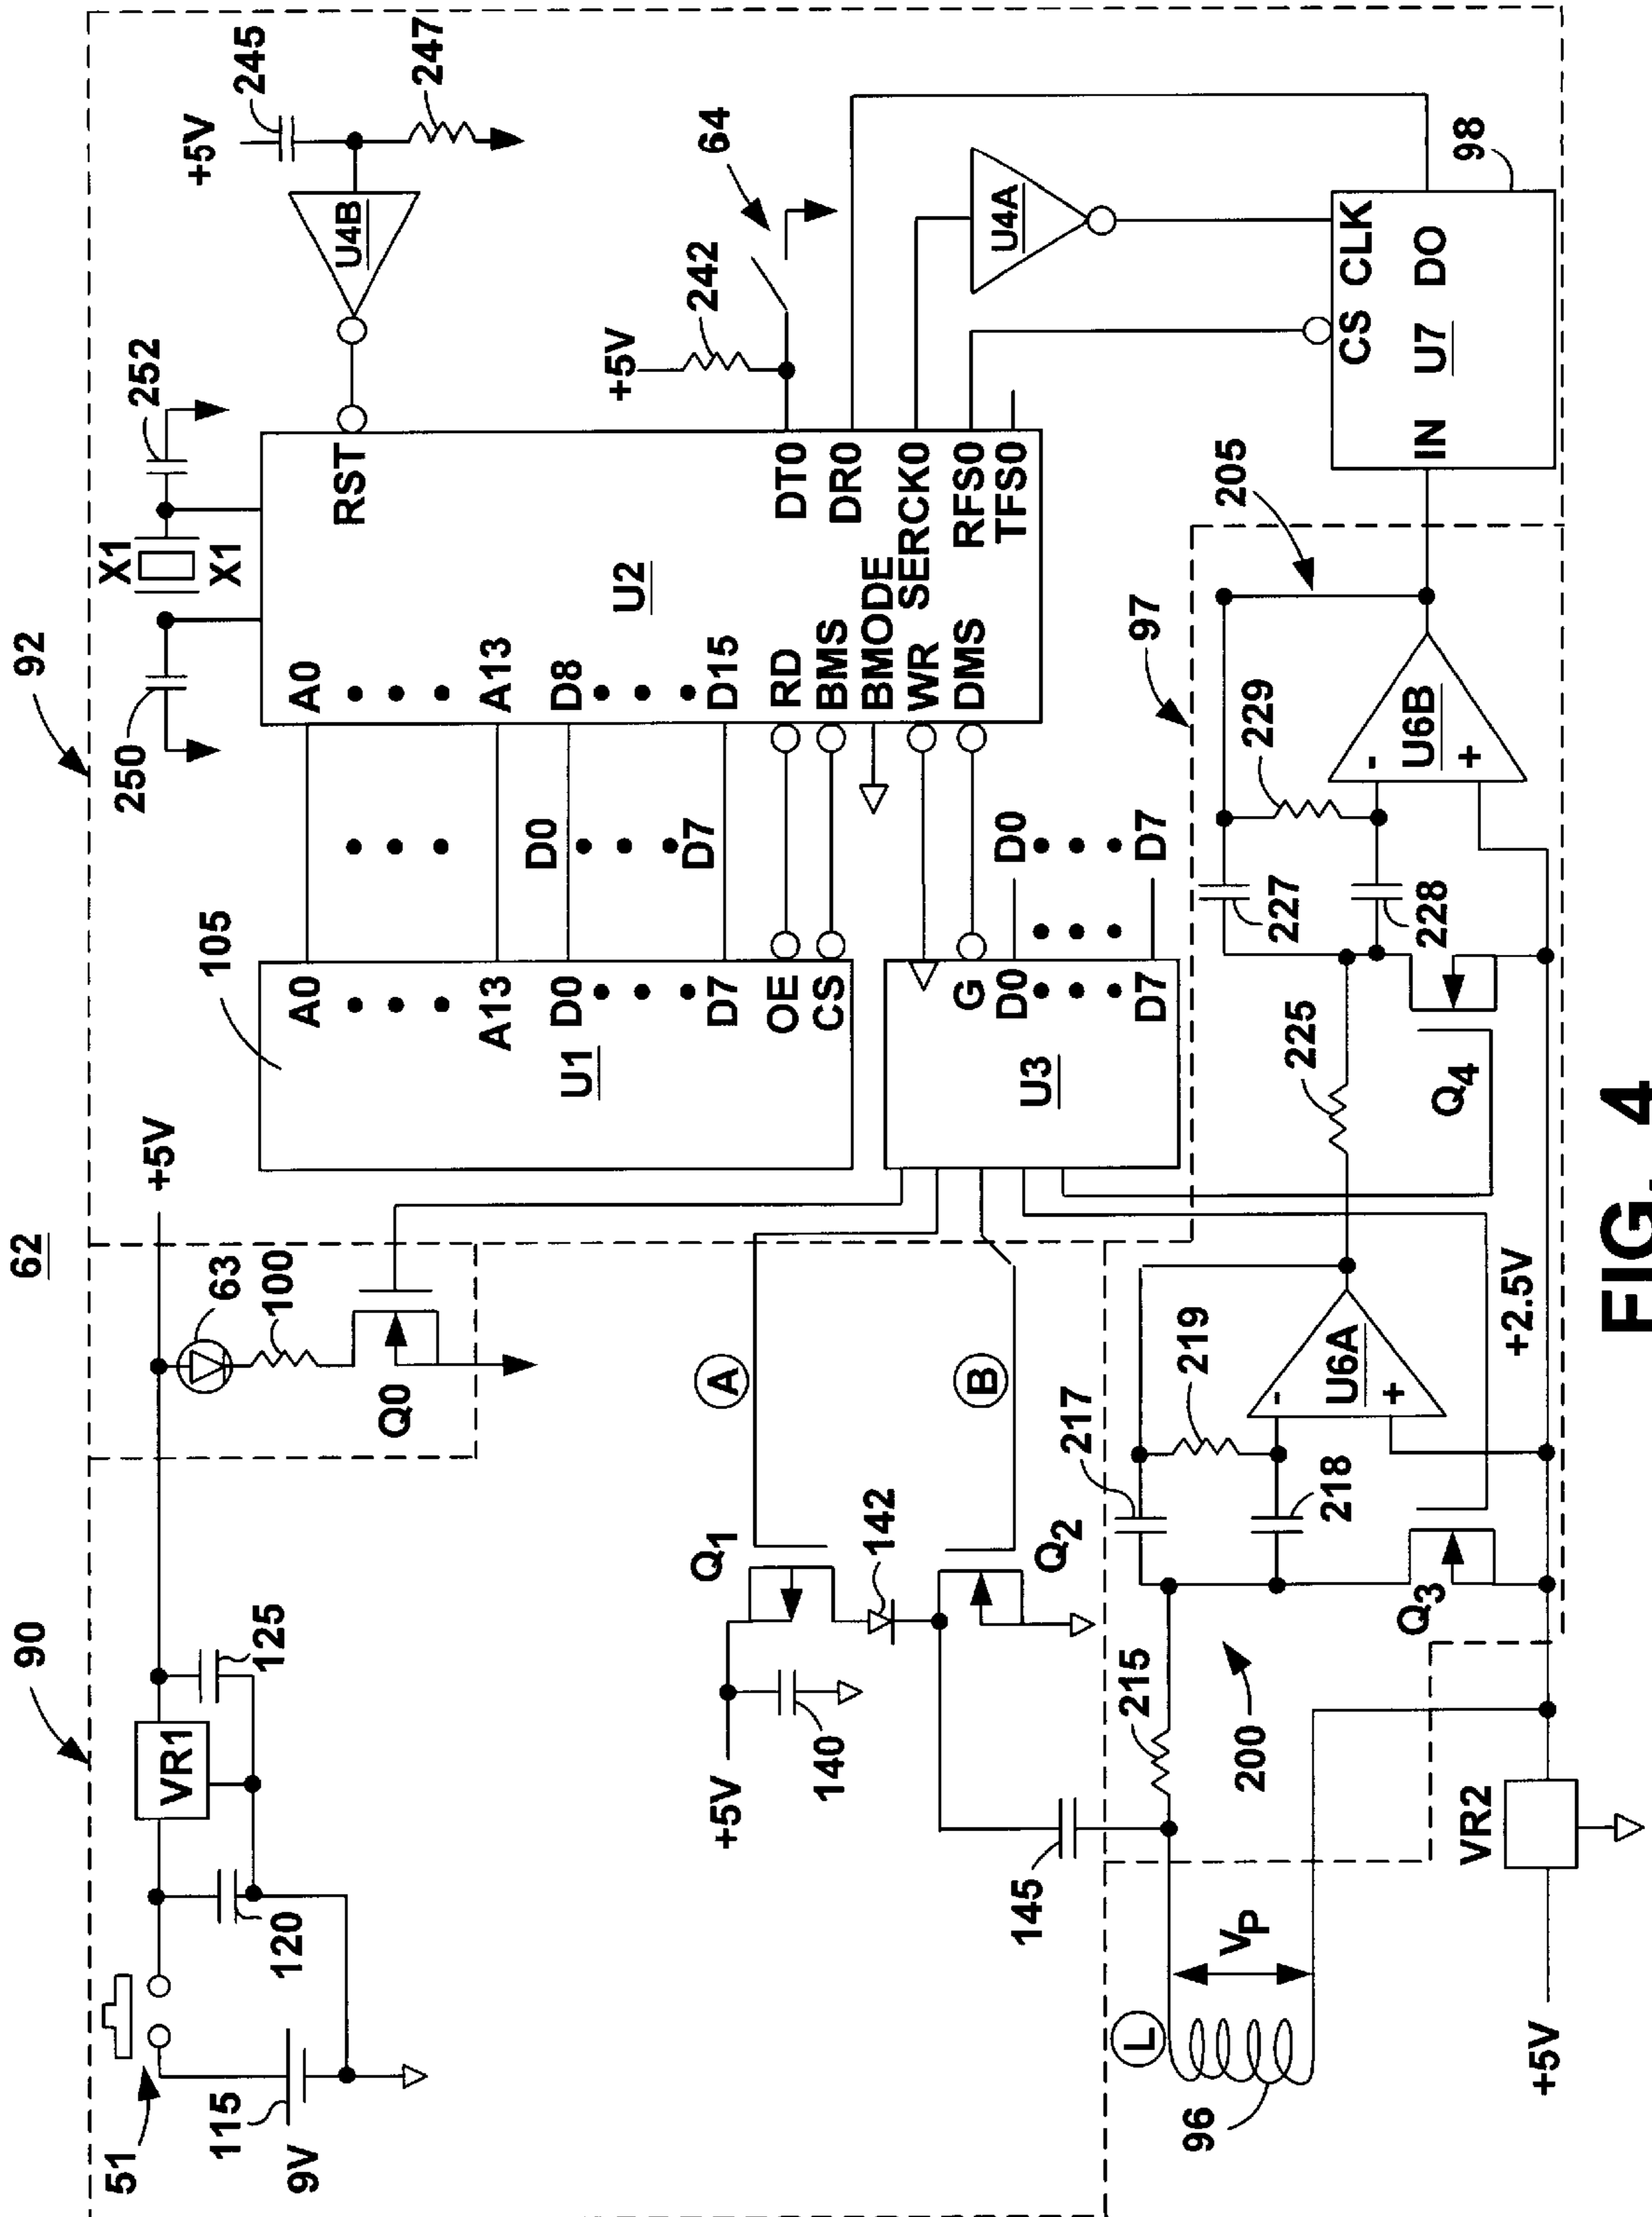 62
92
90
51
115
9V
120
VR1
125
+5V
63
100
Q0
105
A0
A13
D0
D7
OE
CS
U1
D0
D7
A0
A13
D8
D15
RD
BMS
BMODE
WR
DMS
U2
RST
DT0
DR0
SERCK0
RFS0
TFS0
250
X1
X1
252
U4B
+5V
245
247
+5V
242
64
U4A
G
D0
D7
U3
D0
D7
+5V
140
Q1
142
Q2
A
B
145
L
96
VP
215
200
217
218
219
U6A
-
+
Q3
+2.5V
+5V
VR2
225
227
228
229
U6B
-
+
Q4
97
205
IN
CS
CLK
U7
DO
98
FIG. 4